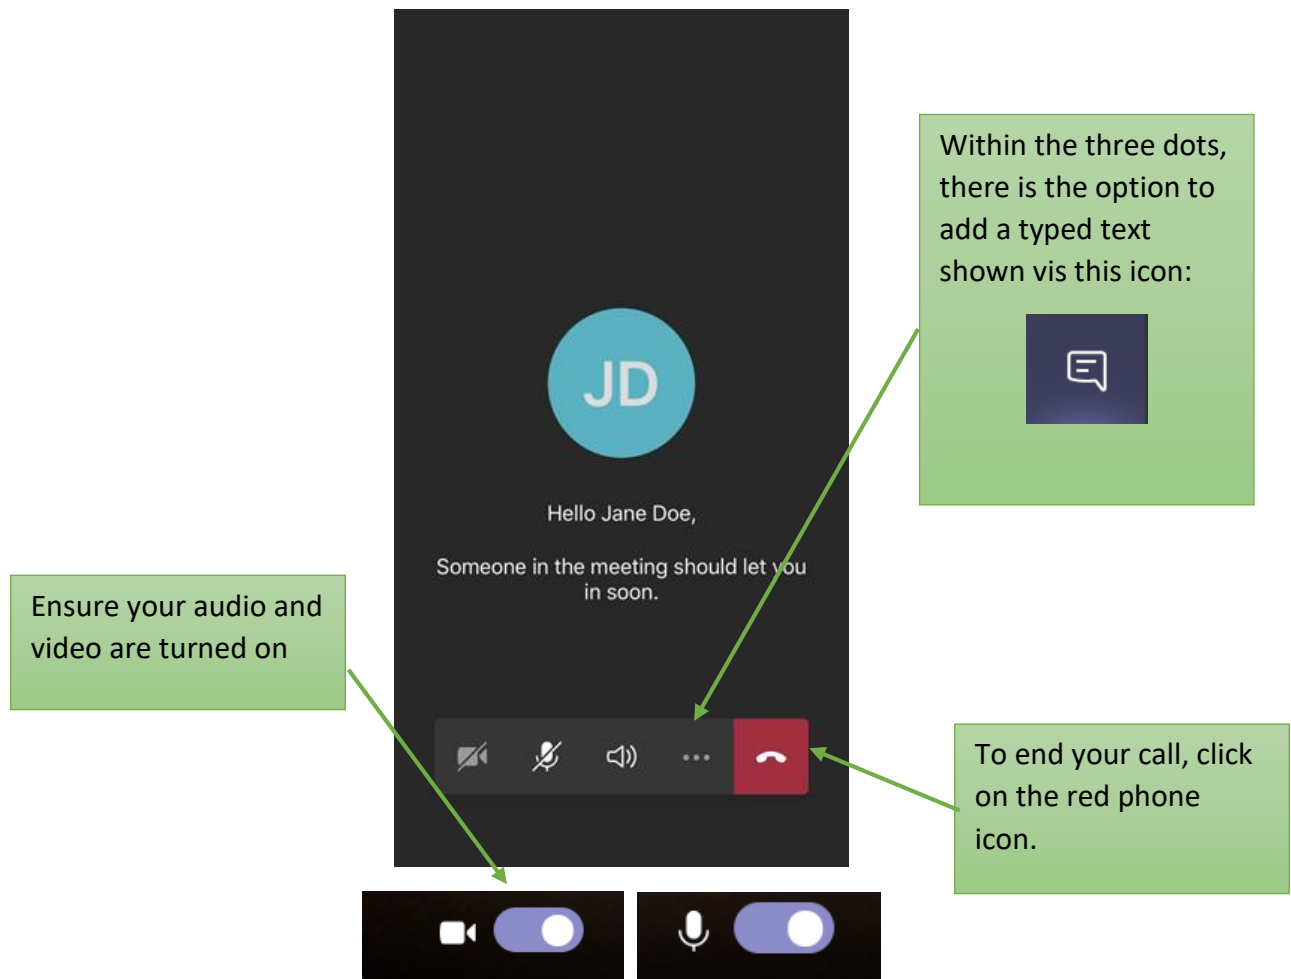 Within the three dots,
there is the option to
add a typed text
shown vis this icon:
JD
Hello Jane Doe,
Someone in the meeting should let you
in soon.
Ensure your audio and
video are turned on
To end your call, click
on the red phone
icon.